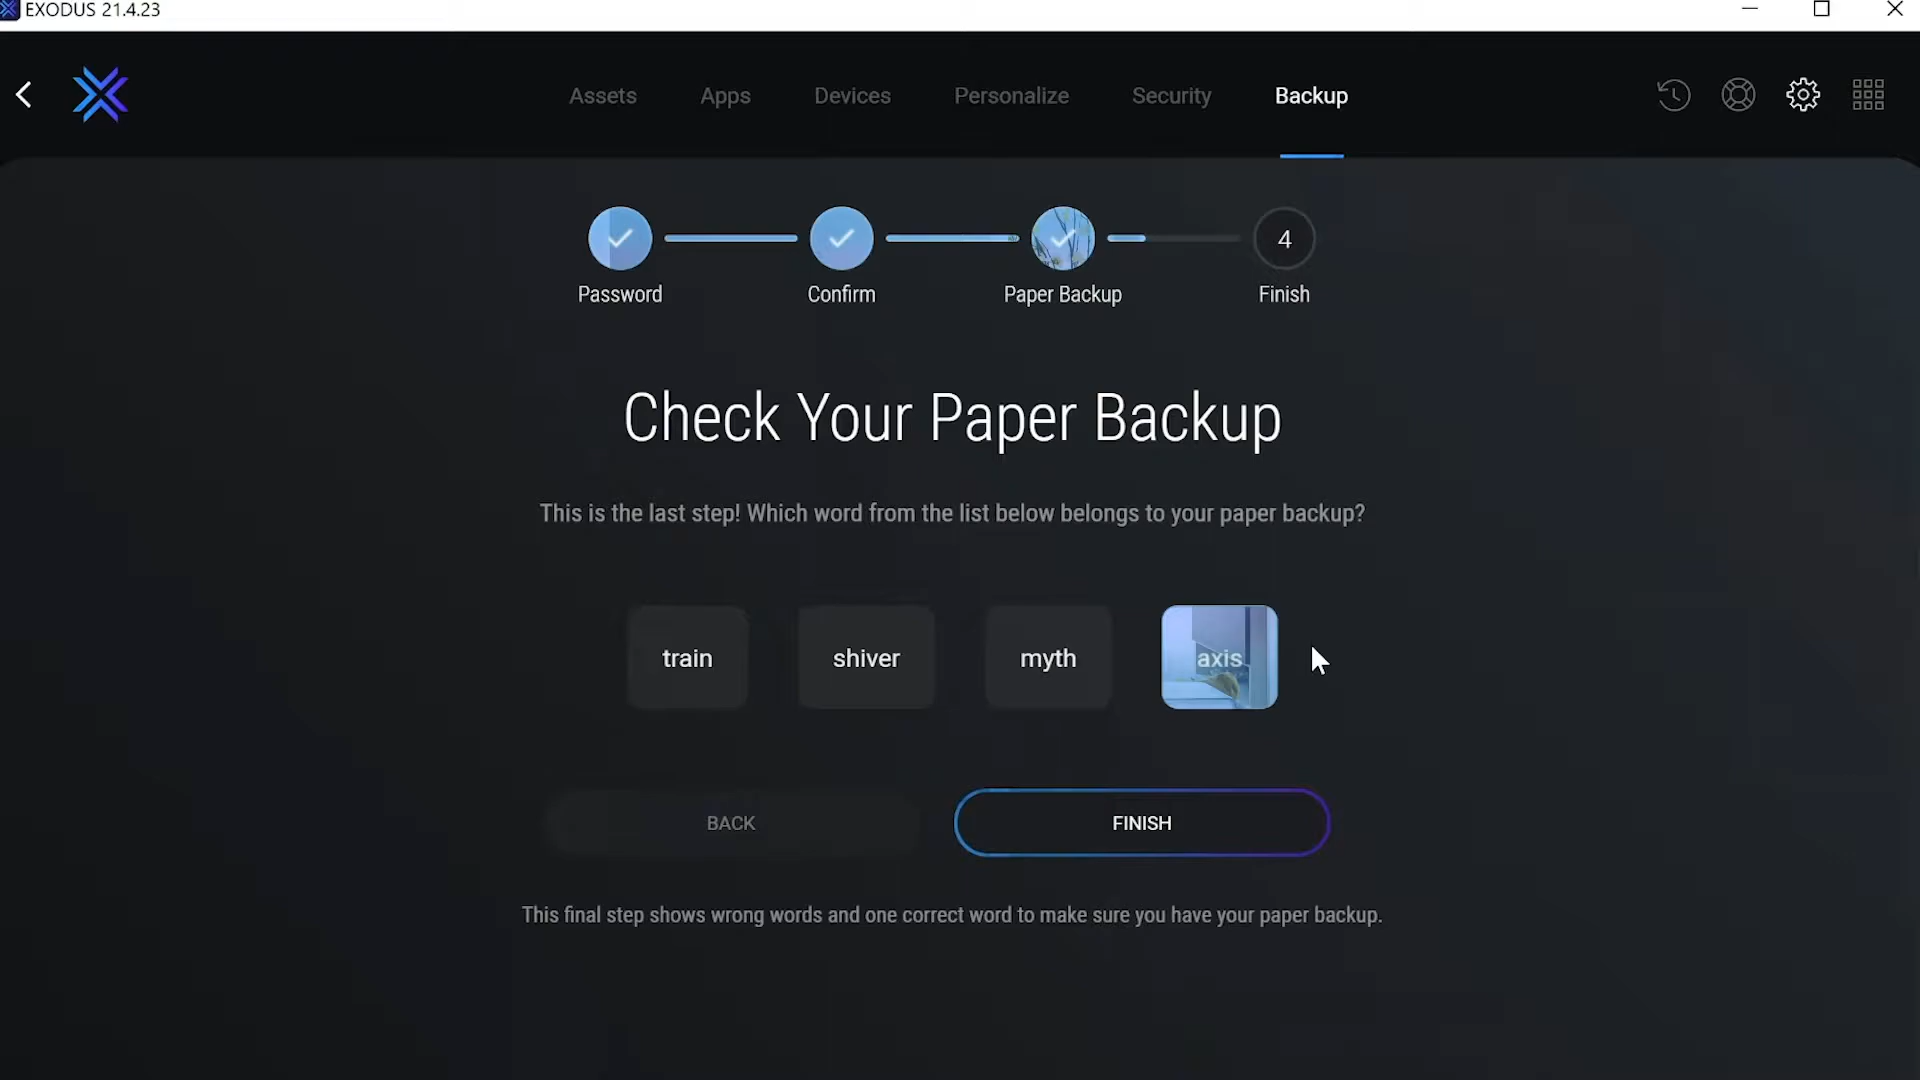 EXODUS 21.4.23
Assets Apps Devices Personalize Security Backup
4
Password Confirm Paper Backup Finish
Check Your Paper Backup
This is the last step! Which word from the list below belongs to your paper backup?
train shiver myth axis
BACK FINISH
This final step shows wrong words and one correct word to make sure you have your paper backup.